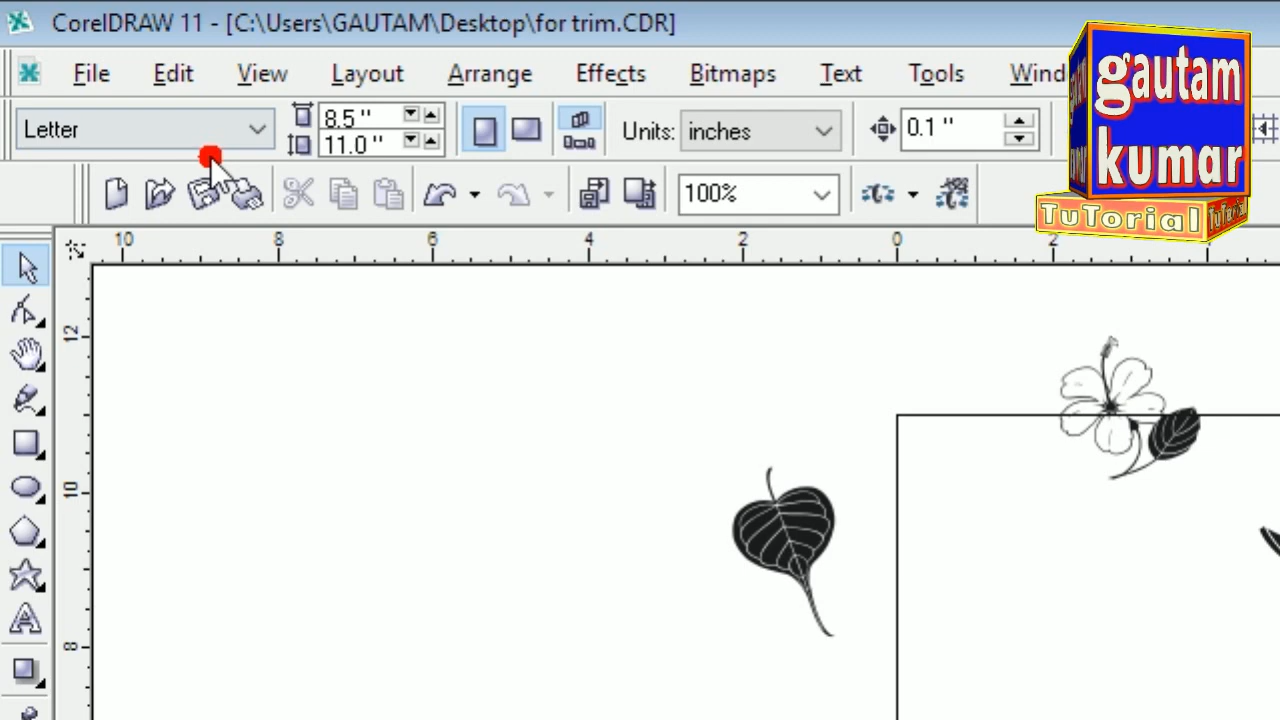 CorelDRAW 11 - [C:\Users\GAUTAM\Desktop\for trim.CDR]
File Edit View Layout Arrange Effects Bitmaps Text Tools Wind
Letter 8.5 " 11.0 " Units: inches 0.1 "
100%
10 8 6 4 2 0 2
12
10
8
gautam
kumar
TuTorial